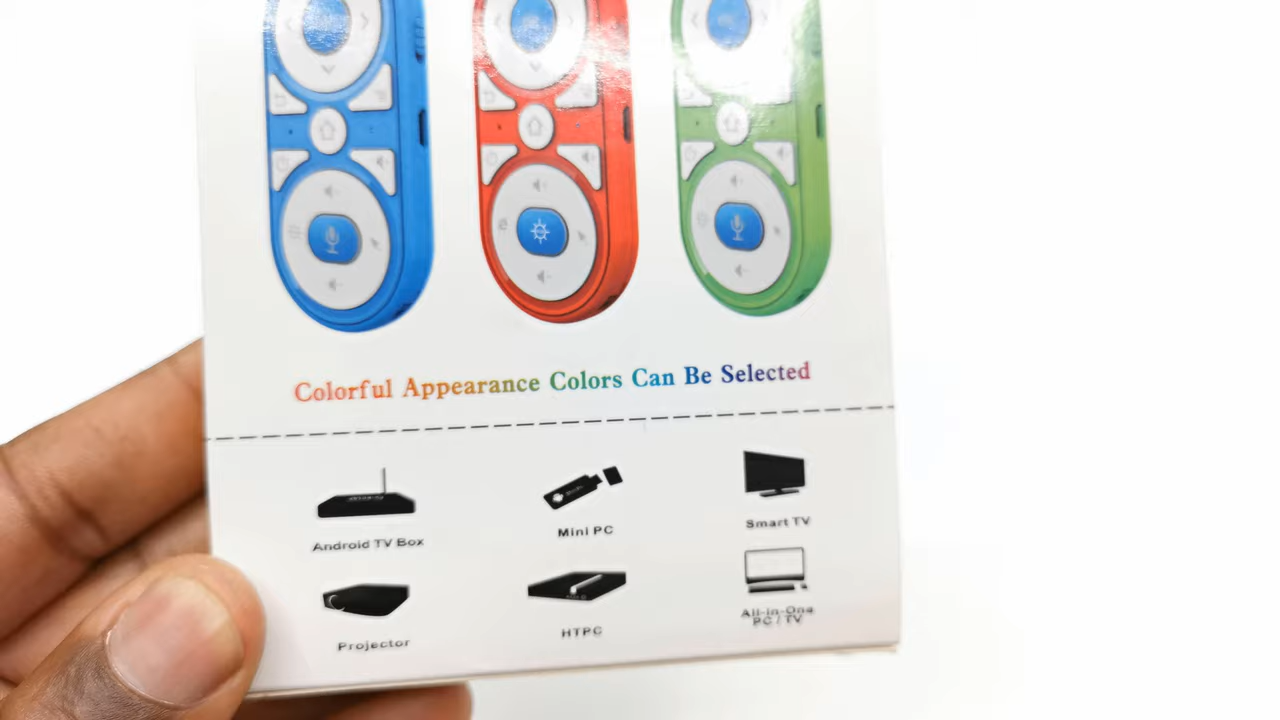 Colorful Appearance Colors Can Be Selected
Android TV Box
Mini PC
Smart TV
Projector
HTPC
All-in-One
PC / TV